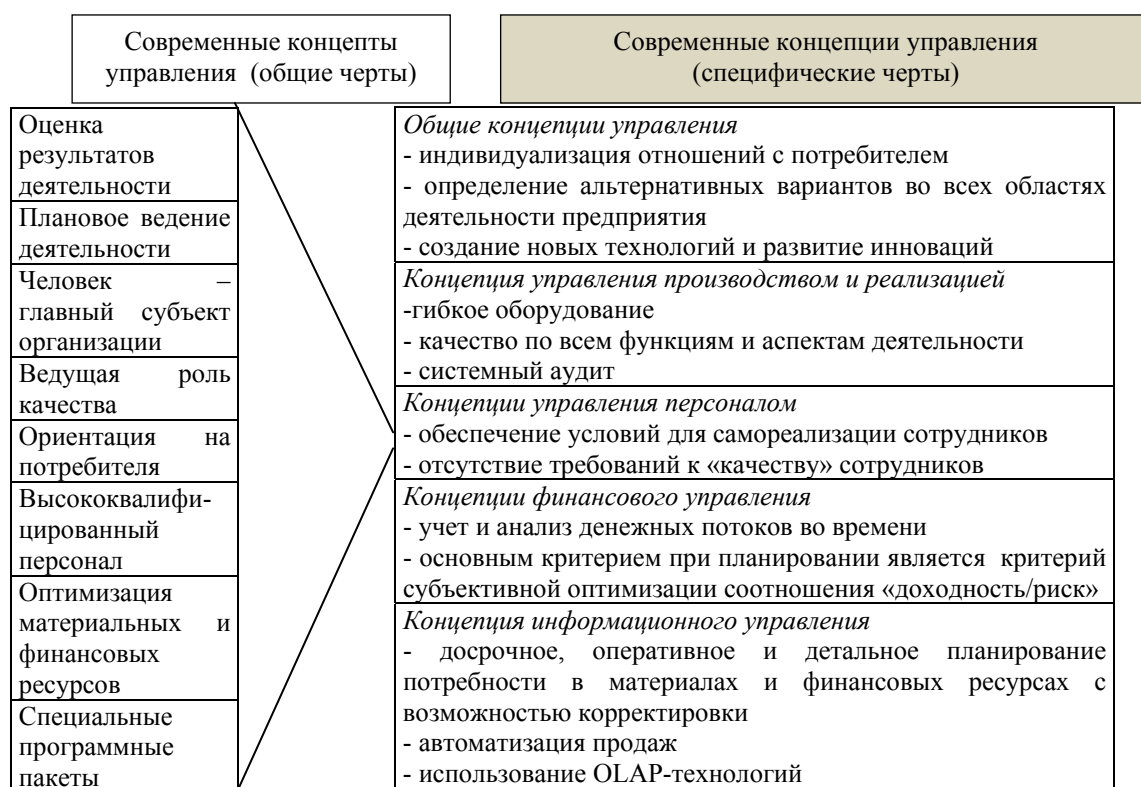 Современные концепты
управления (общие черты)
Современные концепции управления
(специфические черты)
Оценка
результатов
деятельности
Плановое ведение
деятельности
Человек –
главный субъект
организации
Ведущая роль
качества
Ориентация на
потребителя
Высококвалифи-
цированный
персонал
Оптимизация
материальных и
финансовых
ресурсов
Специальные
программные
пакеты
Общие концепции управления
- индивидуализация отношений с потребителем
- определение альтернативных вариантов во всех областях
деятельности предприятия
- создание новых технологий и развитие инноваций
Концепция управления производством и реализацией
-гибкое оборудование
- качество по всем функциям и аспектам деятельности
- системный аудит
Концепции управления персоналом
- обеспечение условий для самореализации сотрудников
- отсутствие требований к «качеству» сотрудников
Концепции финансового управления
- учет и анализ денежных потоков во времени
- основным критерием при планировании является критерий
субъективной оптимизации соотношения «доходность/риск»
Концепция информационного управления
- досрочное, оперативное и детальное планирование
потребности в материалах и финансовых ресурсах с
возможностью корректировки
- автоматизация продаж
- использование OLAP-технологий